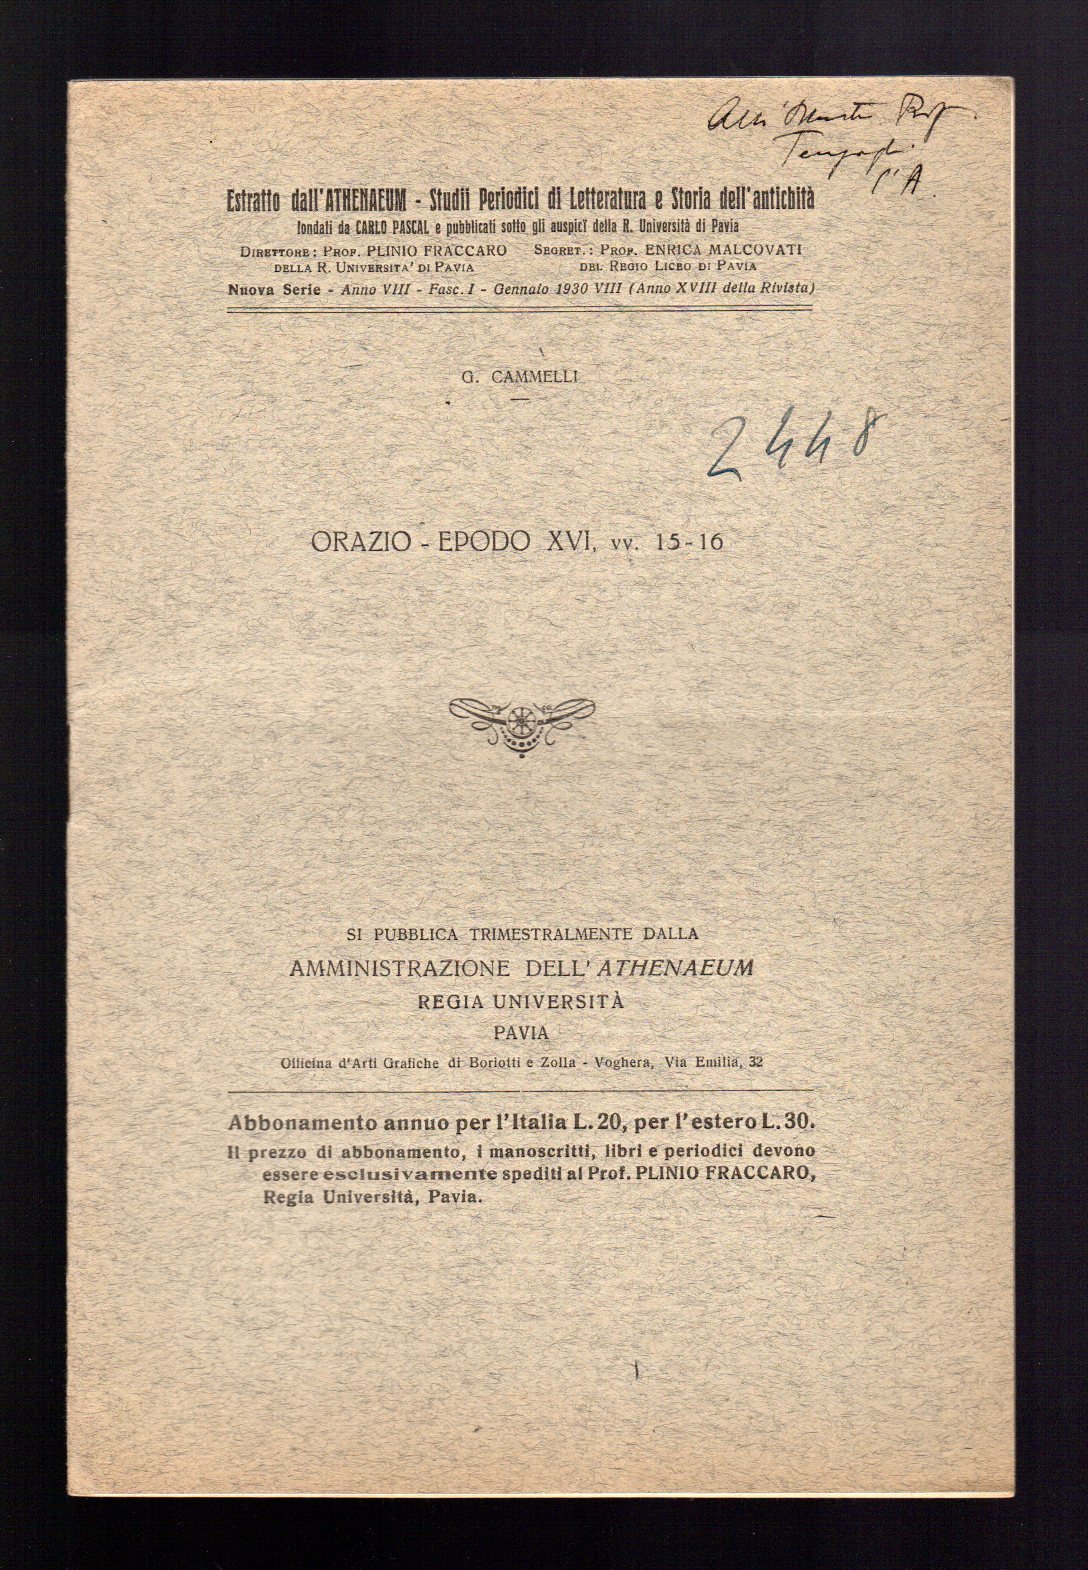 All'Illustre Prof.
l'A
Estratto dall'ATHENAEUM - Studii Periodici di Letteratura e Storia dell'antichità
fondati da CARLO PASCAL e pubblicati sotto gli auspicî della R. Università di Pavia
DIRETTORE : PROF. PLINIO FRACCARO SEGRET. : PROF. ENRICA MALCOVATI
DELLA R. UNIVERSITA' DI PAVIA DEL REGIO LICEO DI PAVIA
Nuova Serie - Anno VIII - Fasc. I - Gennaio 1930 VIII (Anno XVIII della Rivista)
G. CAMMELLI
2448
ORAZIO - EPODO XVI, vv. 15-16
SI PUBBLICA TRIMESTRALMENTE DALLA
AMMINISTRAZIONE DELL' ATHENAEUM
REGIA UNIVERSITÀ
PAVIA
Officina d'Arti Grafiche di Boriotti e Zolla - Voghera, Via Emilia, 32
Abbonamento annuo per l'Italia L. 20, per l'estero L. 30.
Il prezzo di abbonamento, i manoscritti, libri e periodici devono
essere esclusivamente spediti al Prof. PLINIO FRACCARO,
Regia Università, Pavia.